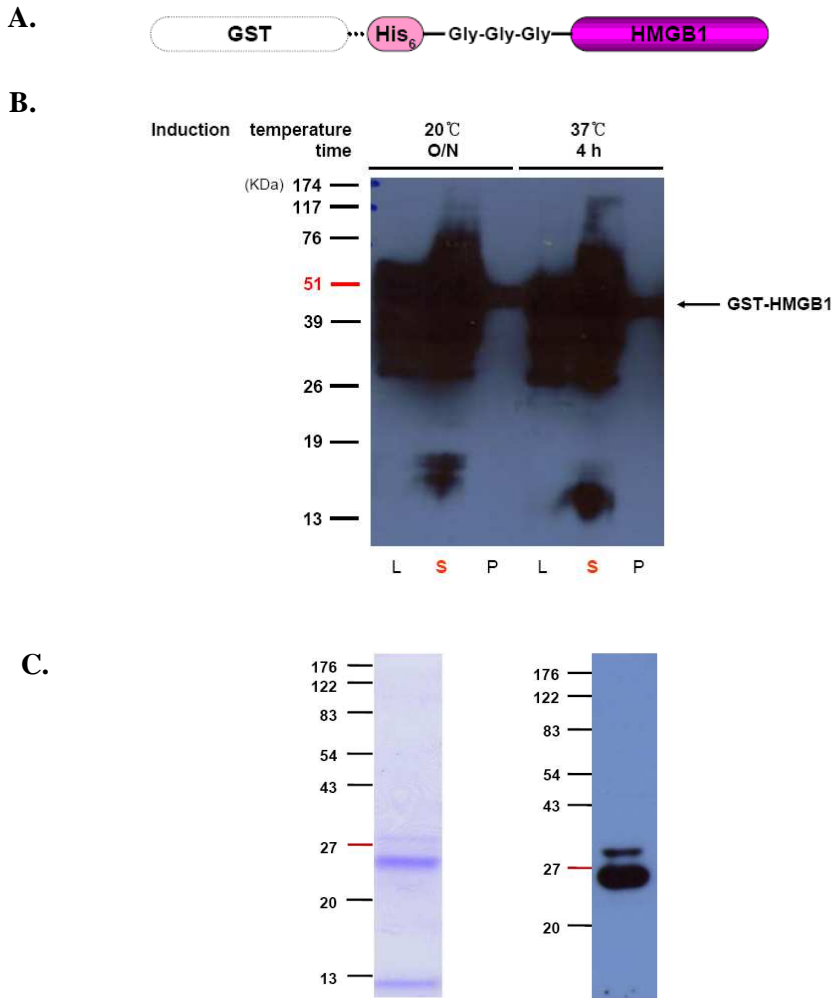 A.
GST His6 Gly-Gly-Gly HMGB1
B.
Induction temperature 20℃ 37℃
time O/N 4 h
(KDa) 174
117
76
51
39
26
19
13
GST-HMGB1
L S P L S P
C.
176
122
83
54
43
27
20
13
176
122
83
54
43
27
20